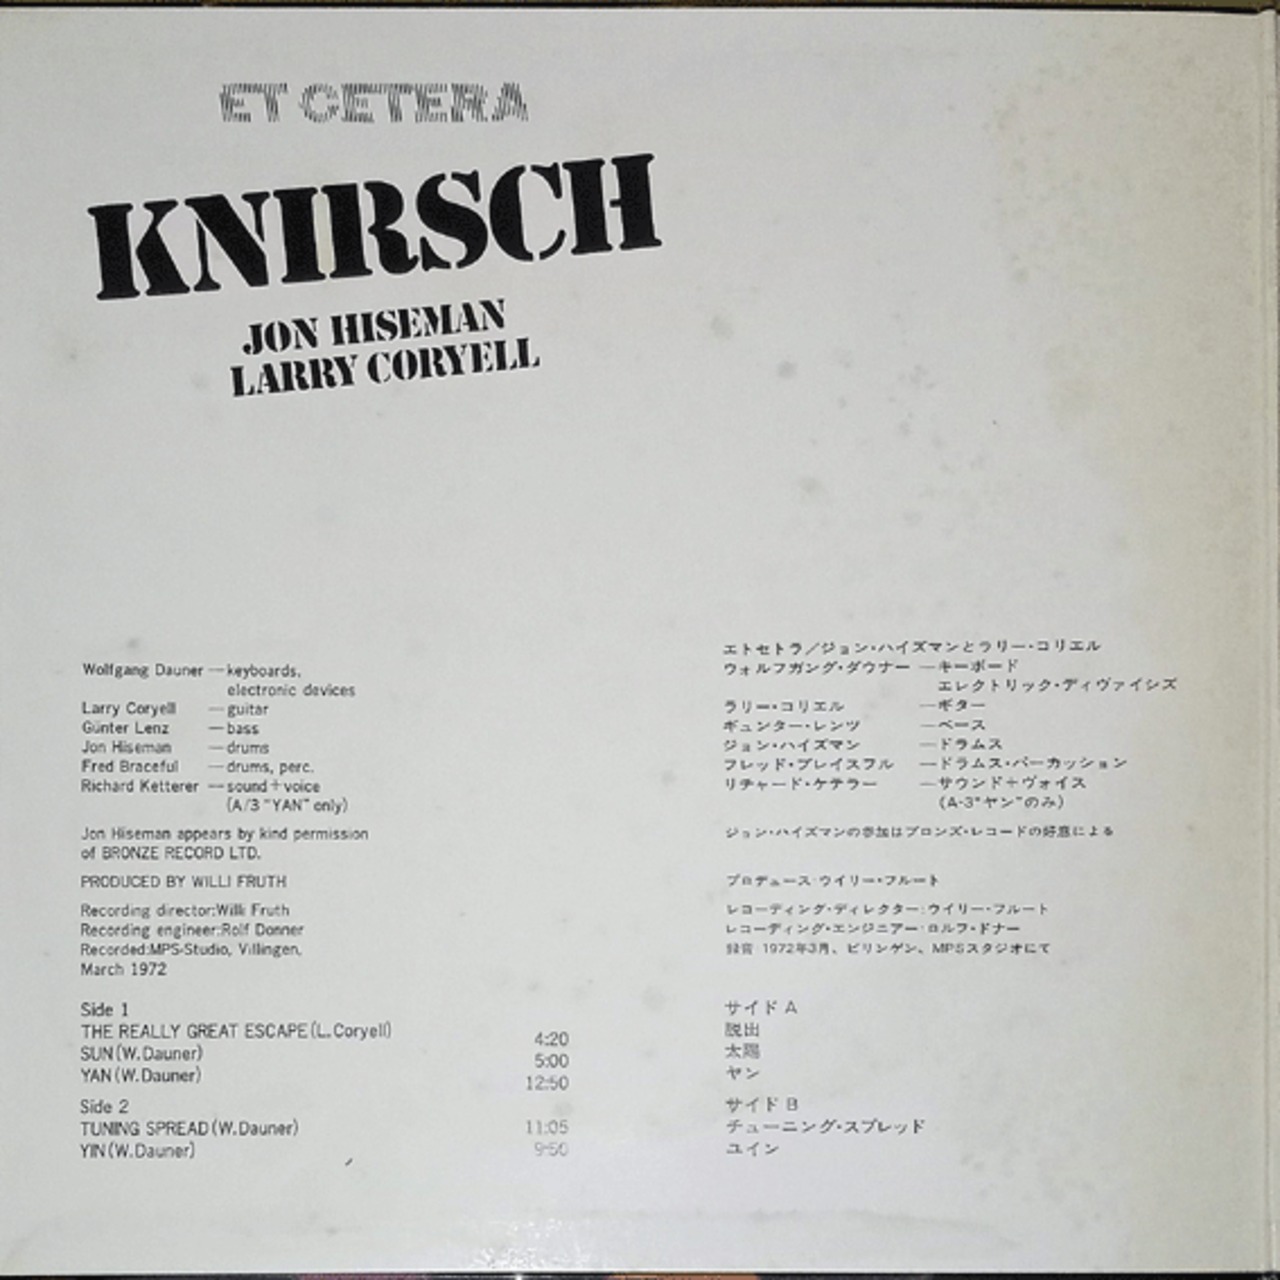 ET CETERA
KNIRSCH
JON HISEMAN
LARRY CORYELL
Wolfgang Dauner — keyboards,
electronic devices
Larry Coryell — guitar
Günter Lenz — bass
Jon Hiseman — drums
Fred Braceful — drums, perc.
Richard Ketterer — sound+voice
(A/3 "YAN" only)
Jon Hiseman appears by kind permission
of BRONZE RECORD LTD.
PRODUCED BY WILLI FRUTH
Recording director:Willi Fruth
Recording engineer:Rolf Donner
Recorded:MPS-Studio, Villingen,
March 1972
Side 1
THE REALLY GREAT ESCAPE(L.Coryell) 4:20
SUN(W.Dauner) 5:00
YAN(W.Dauner) 12:50
Side 2
TUNING SPREAD(W.Dauner) 11:05
YIN(W.Dauner) 9:50
エトセトラ/ジョン・ハイズマンとラリー・コリエル
ウォルフガング・ダウナー —キーボード
エレクトリック・ディヴァイシズ
ラリー・コリエル —ギター
ギュンター・レンツ —ベース
ジョン・ハイズマン —ドラムス
フレッド・ブレイスフル —ドラムス・パーカッション
リチャード・ケテラー —サウンド+ヴォイス
(A-3"ヤン"のみ)
ジョン・ハイズマンの参加はブロンズ・レコードの好意による
プロデュース:ウイリー・フルート
レコーディング・ディレクター:ウイリー・フルート
レコーディング・エンジニアー:ロルフ・ドナー
録音:1972年3月、ビリンゲン、MPSスタジオにて
サイド A
脱出
太陽
ヤン
サイド B
チューニング・スプレッド
ユイン